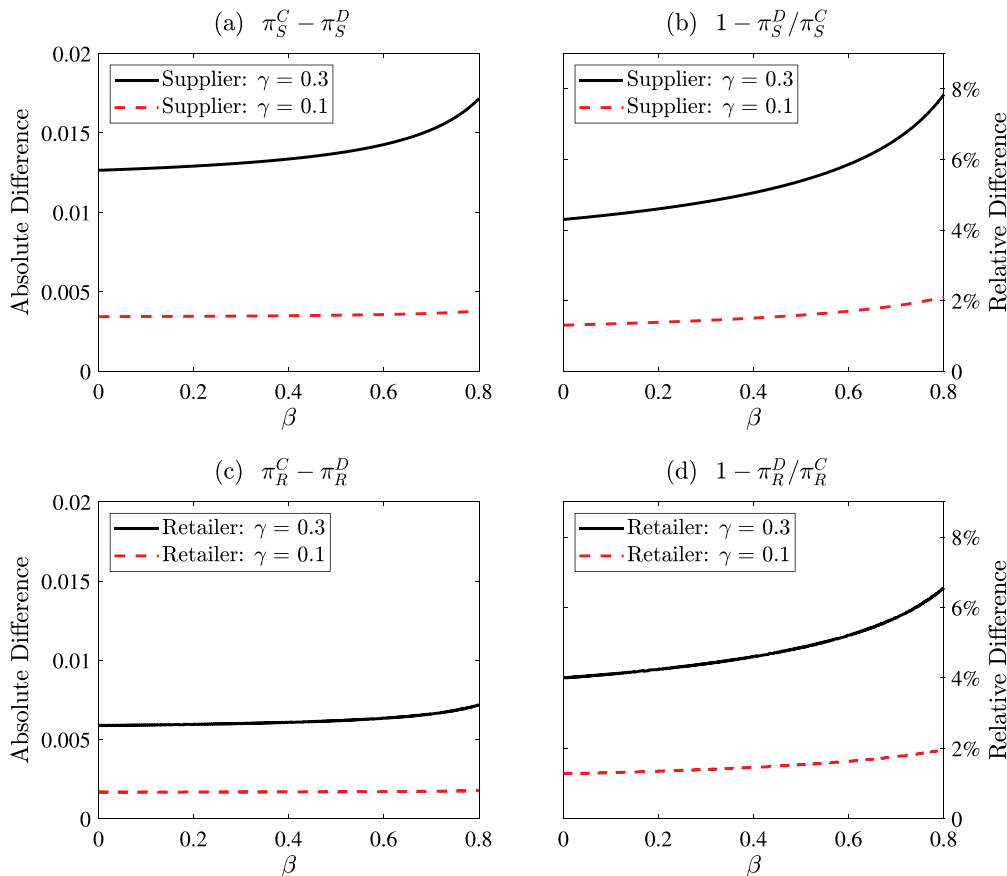 (a) π_S^C − π_S^D
Absolute Difference
0.02
0.015
0.01
0.005
0
Supplier: γ = 0.3
Supplier: γ = 0.1
0 0.2 0.4 0.6 0.8
β
(b) 1 − π_S^D/π_S^C
Supplier: γ = 0.3
Supplier: γ = 0.1
8%
6%
4%
2%
0
Relative Difference
0 0.2 0.4 0.6 0.8
β
(c) π_R^C − π_R^D
Absolute Difference
0.02
0.015
0.01
0.005
0
Retailer: γ = 0.3
Retailer: γ = 0.1
0 0.2 0.4 0.6 0.8
β
(d) 1 − π_R^D/π_R^C
Retailer: γ = 0.3
Retailer: γ = 0.1
8%
6%
4%
2%
0
Relative Difference
0 0.2 0.4 0.6 0.8
β